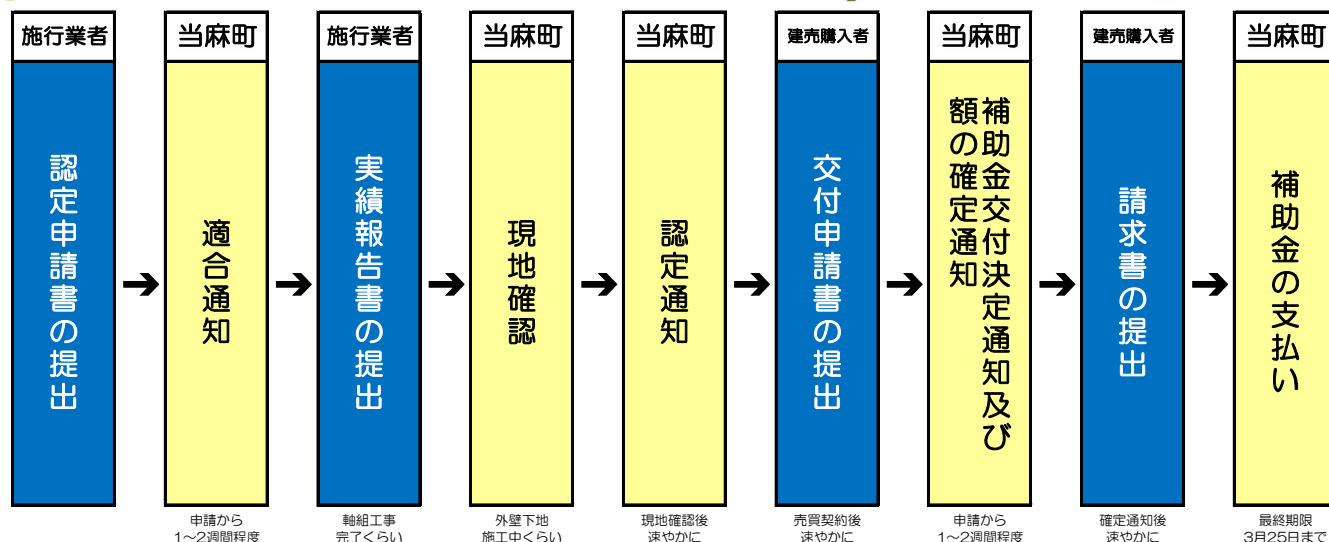 施行業者
認定申請書の提出
当麻町
適合通知
申請から
1～2週間程度
施行業者
実績報告書の提出
軸組工事
完了くらい
当麻町
現地確認
外壁下地
施工中くらい
当麻町
認定通知
現地確認後
速やかに
建売購入者
交付申請書の提出
売買契約後
速やかに
当麻町
補助金交付決定通知及び
額の確定通知
申請から
1～2週間程度
建売購入者
請求書の提出
確定通知後
速やかに
当麻町
補助金の支払い
最終期限
3月25日まで